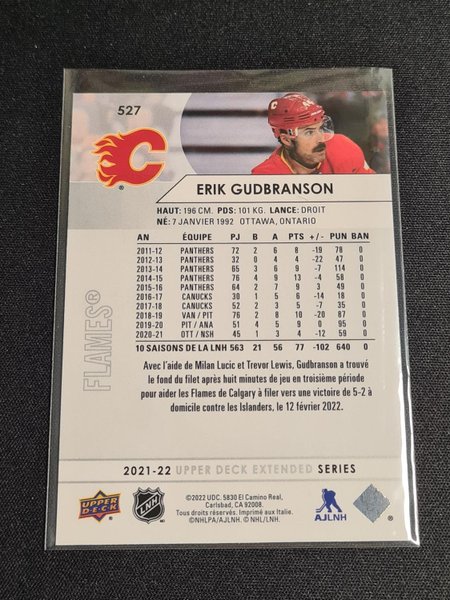 527
ERIK GUDBRANSON
HAUT: 196 CM. PDS: 101 KG. LANCE: DROIT
NÉ: 7 JANVIER 1992 OTTAWA, ONTARIO
AN ÉQUIPE PJ B A PTS +/- PUN BAN
2011-12 PANTHERS 72 2 6 8 -19 78 0
2012-13 PANTHERS 32 0 4 4 -22 47 0
2013-14 PANTHERS 65 3 6 9 -7 114 0
2014-15 PANTHERS 76 4 9 13 -4 58 0
2015-16 PANTHERS 64 2 7 9 3 49 0
2016-17 CANUCKS 30 1 5 6 -14 18 0
2017-18 CANUCKS 52 2 3 5 -7 35 0
2018-19 VAN / PIT 76 2 8 10 -20 87 0
2019-20 PIT / ANA 51 4 5 9 0 95 0
2020-21 OTT / NSH 45 1 3 4 -12 59 0
10 SAISONS DE LA LNH 563 21 56 77 -102 640 0
FLAMES®
Avec l'aide de Milan Lucic et Trevor Lewis, Gudbranson a trouvé
le fond du filet après huit minutes de jeu en troisième période
pour aider les Flames de Calgary à filer vers une victoire de 5-2 à
domicile contre les Islanders, le 12 février 2022.
2021-22 UPPER DECK EXTENDED SERIES
UPPER DECK
LNH
©2022 UDC. 5830 El Camino Real,
Carlsbad, CA 92008.
Tous droits réservés. Imprimé aux Italie.
©NHLPA/AJLNH. © NHL/LNH.
AJLNH
®